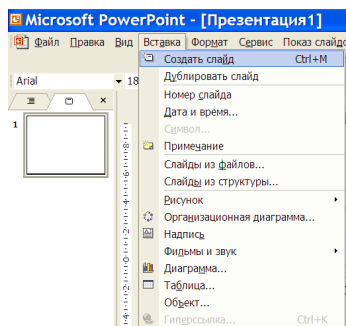 Microsoft PowerPoint - [Презентация1]
Файл Правка Вид Вставка Формат Сервис Показ слайдо
Arial 18
Создать слайд Ctrl+M
Дублировать слайд
Номер слайда
Дата и время...
Символ...
Примечание
Слайды из файлов...
Слайды из структуры...
Рисунок
Организационная диаграмма...
Надпись
Фильмы и звук
Диаграмма...
Таблица...
Объект...
Гиперссылка... Ctrl+K
1